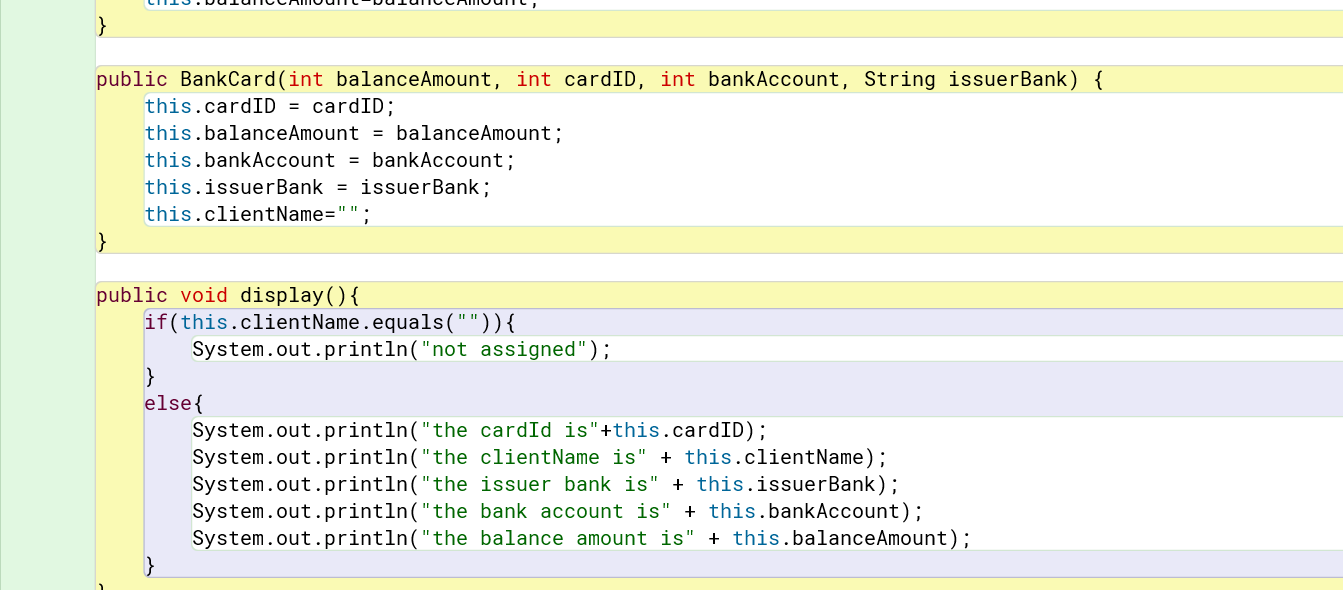 this.balanceAmount=balanceAmount;
}
public BankCard(int balanceAmount, int cardID, int bankAccount, String issuerBank) {
this.cardID = cardID;
this.balanceAmount = balanceAmount;
this.bankAccount = bankAccount;
this.issuerBank = issuerBank;
this.clientName="";
}
public void display(){
if(this.clientName.equals("")){
System.out.println("not assigned");
}
else{
System.out.println("the cardId is"+this.cardID);
System.out.println("the clientName is" + this.clientName);
System.out.println("the issuer bank is" + this.issuerBank);
System.out.println("the bank account is" + this.bankAccount);
System.out.println("the balance amount is" + this.balanceAmount);
}
}